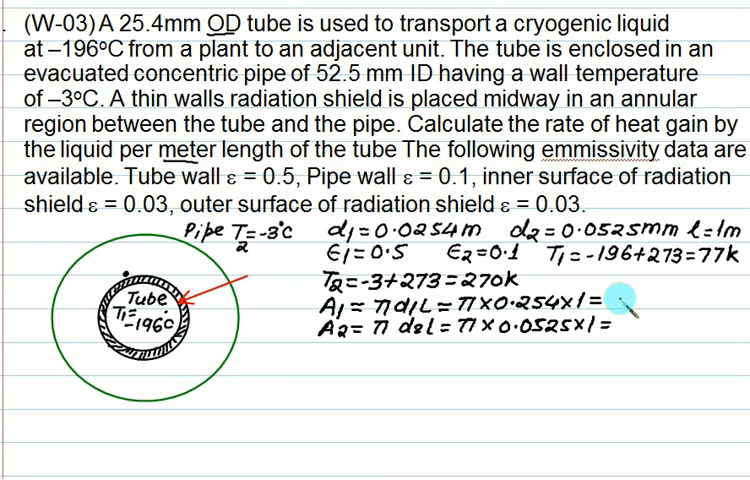 (W-03) A 25.4mm OD tube is used to transport a cryogenic liquid
at –196ºC from a plant to an adjacent unit. The tube is enclosed in an
evacuated concentric pipe of 52.5 mm ID having a wall temperature
of –3ºC. A thin walls radiation shield is placed midway in an annular
region between the tube and the pipe. Calculate the rate of heat gain by
the liquid per meter length of the tube The following emmissivity data are
available. Tube wall ε = 0.5, Pipe wall ε = 0.1, inner surface of radiation
shield ε = 0.03, outer surface of radiation shield ε = 0.03.
Pipe T2=-3°C
d1=0.0254m d2=0.0525mm l=1m
ε1=0.5 ε2=0.1 T1=-196+273=77k
T2=-3+273=270k
A1=πd1L=π×0.254×1=
A2=πd2l=π×0.0525×1=
Tube
T1=
-196°C